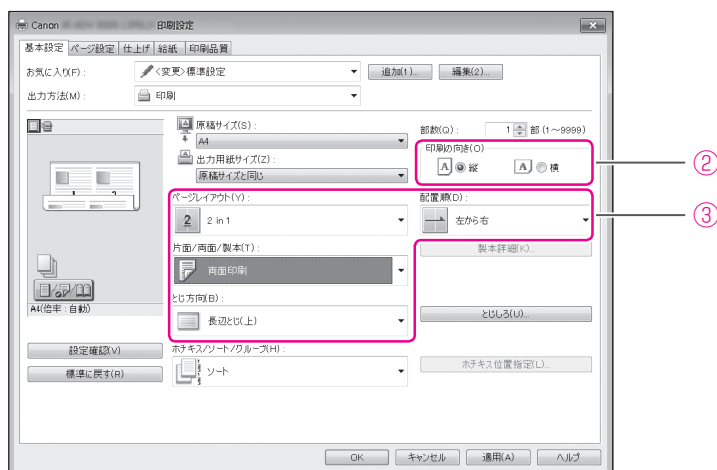 Canon 印刷設定
基本設定 ページ設定 仕上げ 給紙 印刷品質
お気に入り(F): <変更>標準設定 追加(1)... 編集(2)...
出力方法(M): 印刷
原稿サイズ(S):
A4
出力用紙サイズ(Z):
原稿サイズと同じ
部数(Q): 1 部(1~9999)
印刷の向き(O)
A 縦 A 横
②
ページレイアウト(Y):
2 2 in 1
配置順(D):
左から右
③
片面/両面/製本(T):
両面印刷
製本詳細(K)...
とじ方向(B):
長辺とじ(上)
とじしろ(U)...
A4(倍率:自動)
設定確認(V)
標準に戻す(R)
ホチキス/ソート/グループ(H):
ソート
ホチキス位置指定(L)...
OK キャンセル 適用(A) ヘルプ